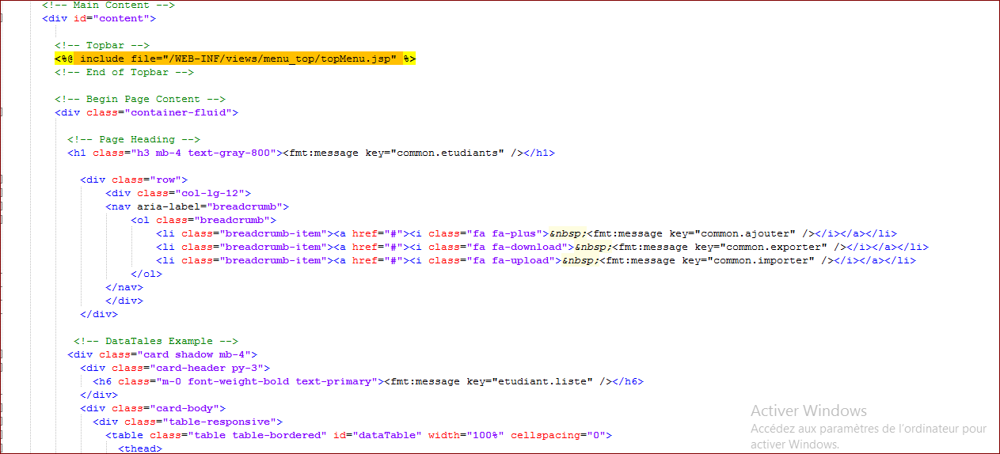 <!-- Main Content -->
<div id="content">
<!-- Topbar -->
<%@ include file="/WEB-INF/views/menu_top/topMenu.jsp" %>
<!-- End of Topbar -->
<!-- Begin Page Content -->
<div class="container-fluid">
<!-- Page Heading -->
<h1 class="h3 mb-4 text-gray-800"><fmt:message key="common.etudiants" /></h1>
<div class="row">
<div class="col-lg-12">
<nav aria-label="breadcrumb">
<ol class="breadcrumb">
<li class="breadcrumb-item"><a href="#"><i class="fa fa-plus">&nbsp;<fmt:message key="common.ajouter" /></i></a></li>
<li class="breadcrumb-item"><a href="#"><i class="fa fa-download">&nbsp;<fmt:message key="common.exporter" /></i></a></li>
<li class="breadcrumb-item"><a href="#"><i class="fa fa-upload">&nbsp;<fmt:message key="common.importer" /></i></a></li>
</ol>
</nav>
</div>
</div>
<!-- DataTales Example -->
<div class="card shadow mb-4">
<div class="card-header py-3">
<h6 class="m-0 font-weight-bold text-primary"><fmt:message key="etudiant.liste" /></h6>
</div>
<div class="card-body">
<div class="table-responsive">
<table class="table table-bordered" id="dataTable" width="100%" cellspacing="0">
<thead>
Activer Windows
Accédez aux paramètres de l'ordinateur pour
activer Windows.